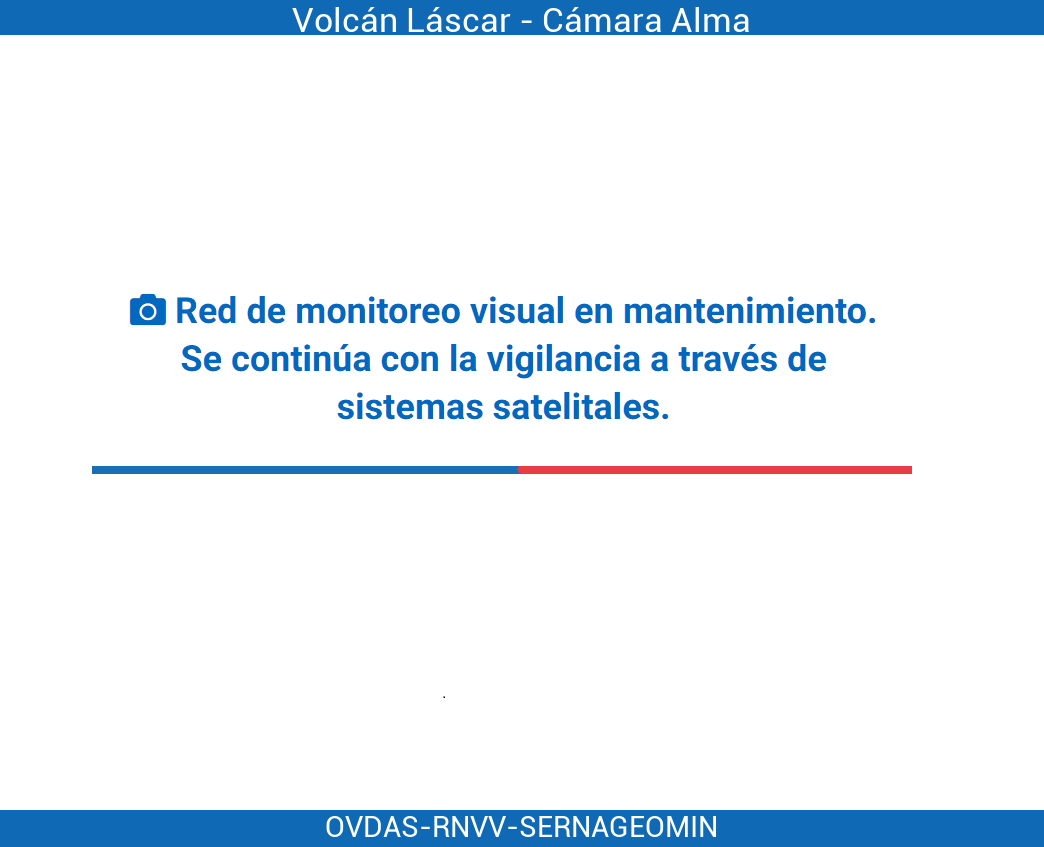 Volcán Láscar - Cámara Alma
Red de monitoreo visual en mantenimiento.
Se continúa con la vigilancia a través de
sistemas satelitales.
.
OVDAS-RNVV-SERNAGEOMIN